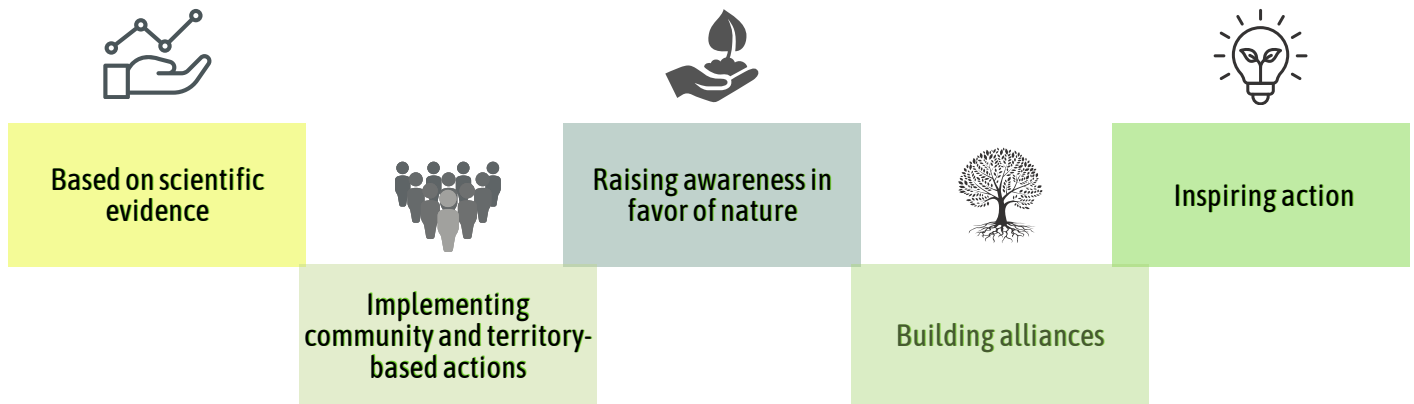 Based on scientific
evidence
Implementing
community and territory-
based actions
Raising awareness in
favor of nature
Building alliances
Inspiring action